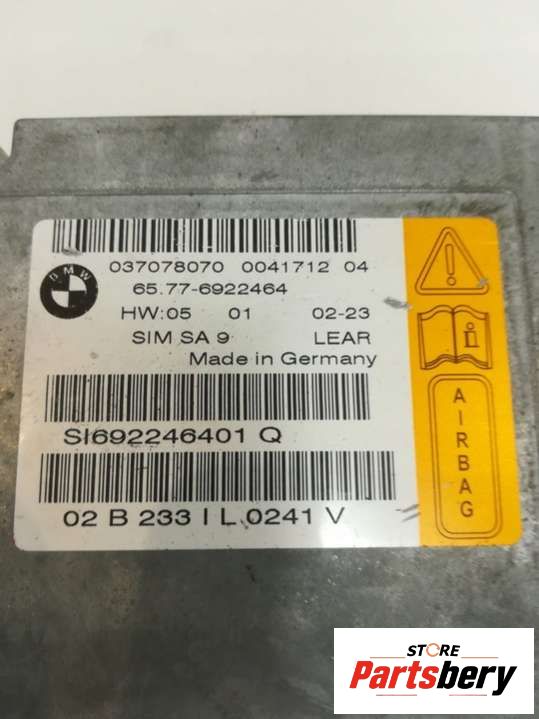 037078070 0041712 04
BMW
65.77-6922464
HW:05 01 02-23
SIM SA 9 LEAR
Made in Germany
SI692246401 Q
02 B 233 I L 0241 V
AIRBAG
STORE
Partsbery